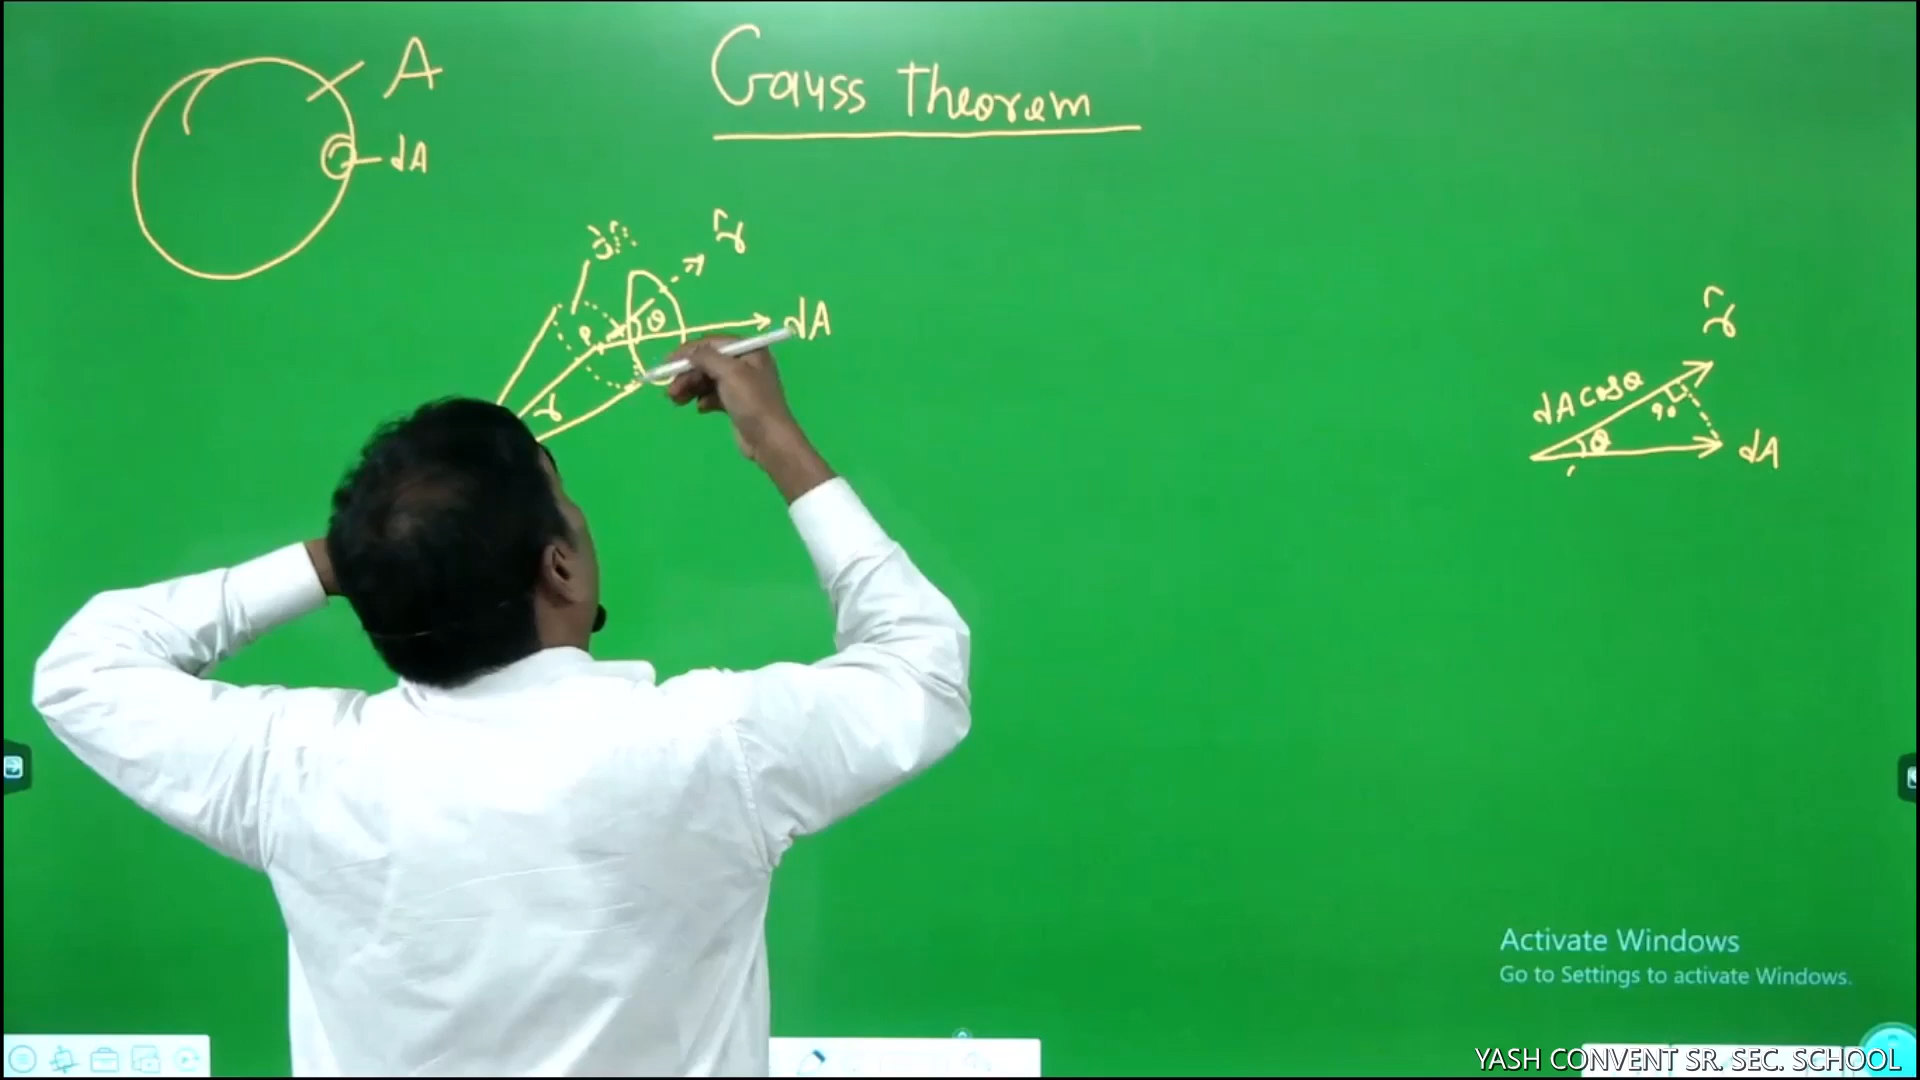 Gauss Theorem
A
dA
r̂
dA
θ
P
r
r̂
dA cosθ
90
θ
dA
Activate Windows
Go to Settings to activate Windows.
YASH CONVENT SR. SEC. SCHOOL